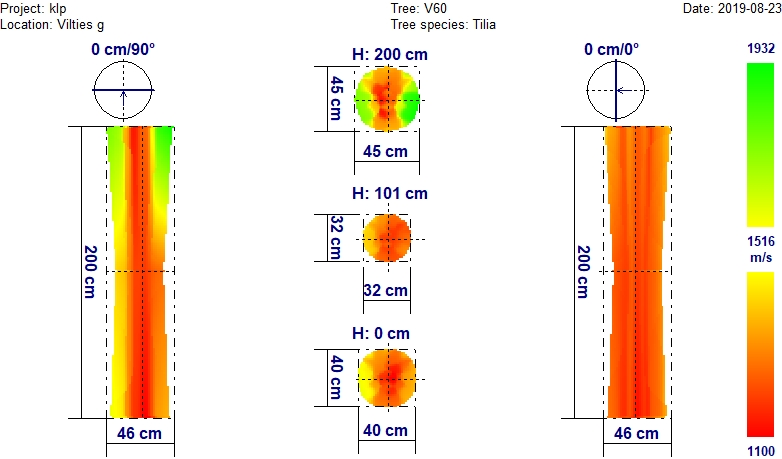 Project: klp
Tree: V60
Date: 2019-08-23
Location: Vilties g
Tree species: Tilia
0 cm/90°
H: 200 cm
0 cm/0°
1932
45 cm
45 cm
H: 101 cm
32 cm
32 cm
200 cm
200 cm
1516
m/s
H: 0 cm
40 cm
40 cm
46 cm
46 cm
1100